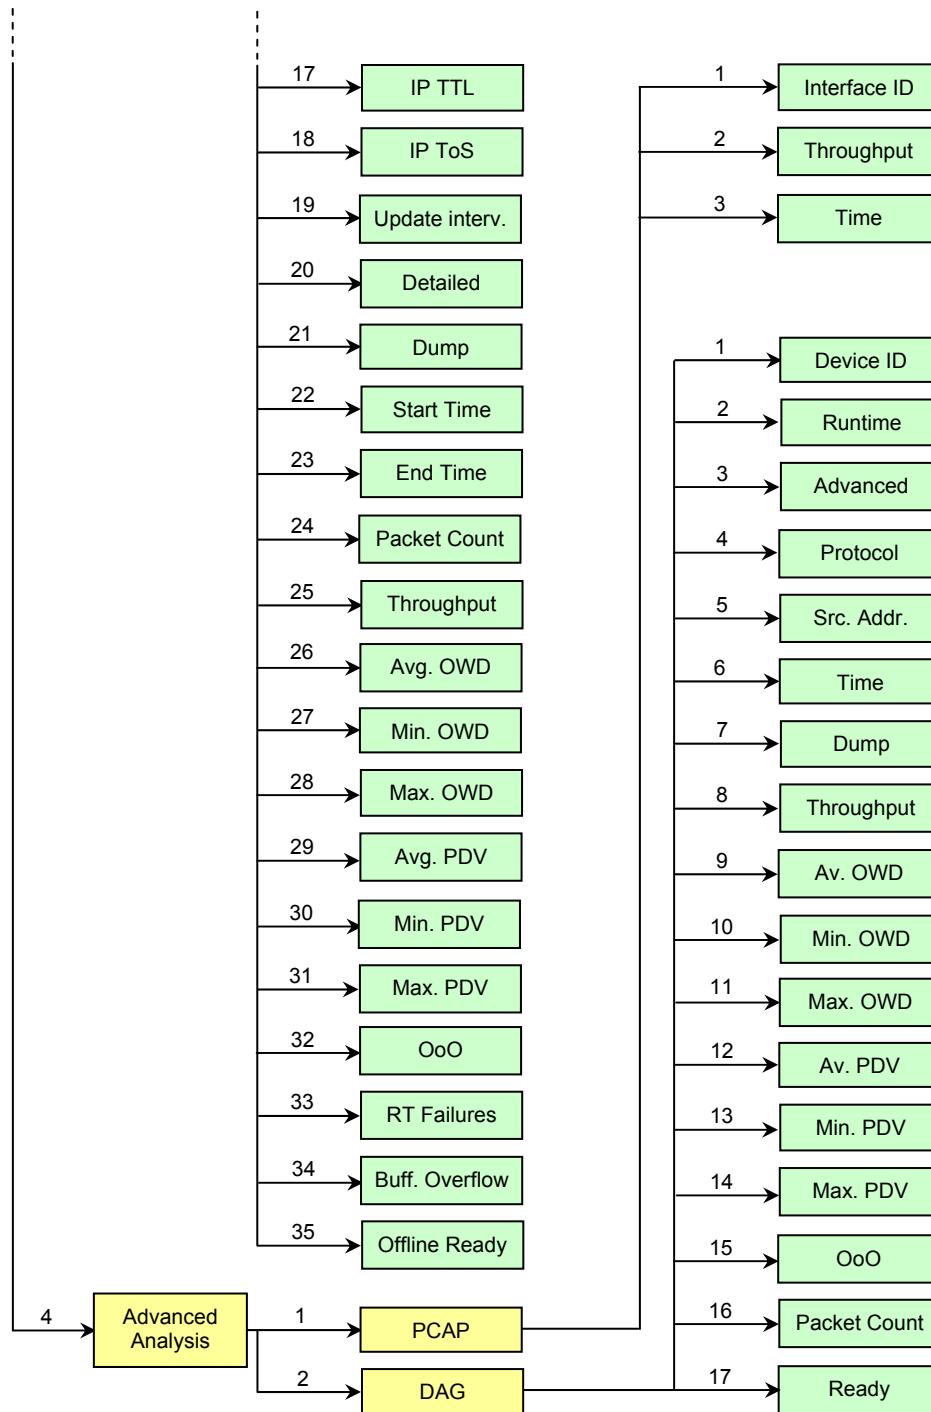 17
IP TTL
18
IP ToS
19
Update interv.
20
Detailed
21
Dump
22
Start Time
23
End Time
24
Packet Count
25
Throughput
26
Avg. OWD
27
Min. OWD
28
Max. OWD
29
Avg. PDV
30
Min. PDV
31
Max. PDV
32
OoO
33
RT Failures
34
Buff. Overflow
35
Offline Ready
4
Advanced
Analysis
1
PCAP
2
DAG
1
Interface ID
2
Throughput
3
Time
1
Device ID
2
Runtime
3
Advanced
4
Protocol
5
Src. Addr.
6
Time
7
Dump
8
Throughput
9
Av. OWD
10
Min. OWD
11
Max. OWD
12
Av. PDV
13
Min. PDV
14
Max. PDV
15
OoO
16
Packet Count
17
Ready